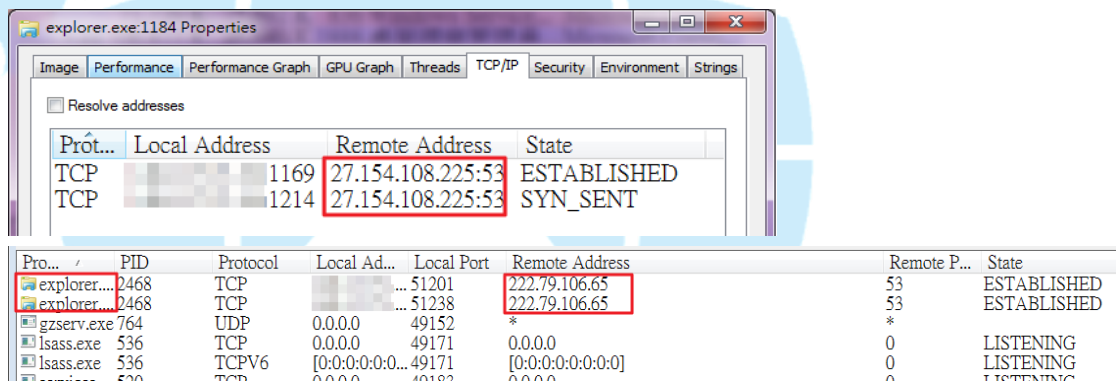 explorer.exe:1184 Properties
Image Performance Performance Graph GPU Graph Threads TCP/IP Security Environment Strings
Resolve addresses
Prot... Local Address Remote Address State
TCP 1169 27.154.108.225:53 ESTABLISHED
TCP 1214 27.154.108.225:53 SYN_SENT
Pro... PID Protocol Local Ad... Local Port Remote Address Remote P... State
explorer.... 2468 TCP ... 51201 222.79.106.65 53 ESTABLISHED
explorer.... 2468 TCP ... 51238 222.79.106.65 53 ESTABLISHED
gzserv.exe 764 UDP 0.0.0.0 49152 * *
lsass.exe 536 TCP 0.0.0.0 49171 0.0.0.0 0 LISTENING
lsass.exe 536 TCPV6 [0:0:0:0:0:0... 49171 [0:0:0:0:0:0:0:0] 0 LISTENING